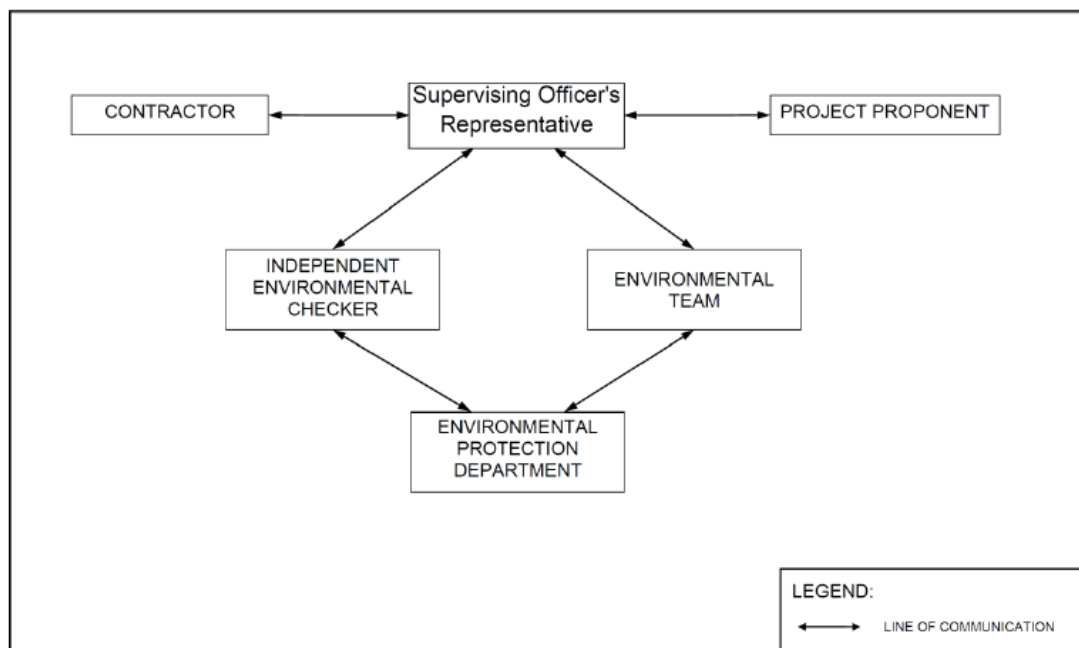 CONTRACTOR
Supervising Officer's
Representative
PROJECT PROPONENT
INDEPENDENT
ENVIRONMENTAL
CHECKER
ENVIRONMENTAL
TEAM
ENVIRONMENTAL
PROTECTION
DEPARTMENT
LEGEND:
LINE OF COMMUNICATION